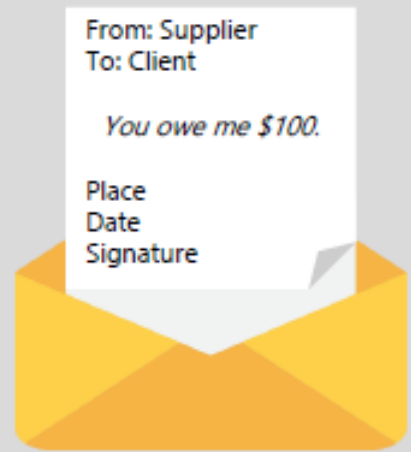 From: Supplier
To: Client
You owe me $100.
Place
Date
Signature